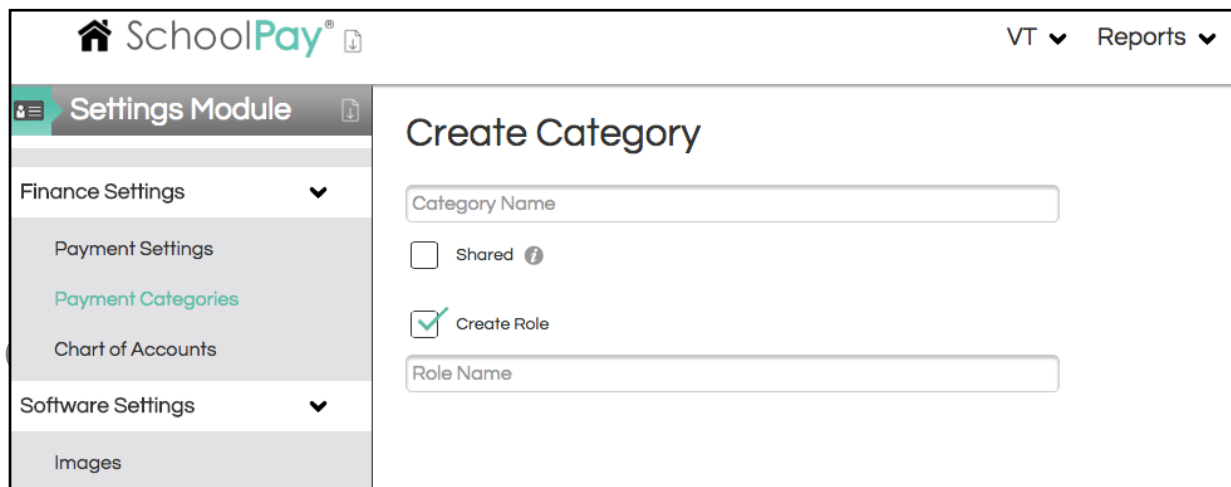 SchoolPay®
VT
Reports
Settings Module
Finance Settings
Payment Settings
Payment Categories
Chart of Accounts
Software Settings
Images
Create Category
Category Name
Shared
Create Role
Role Name